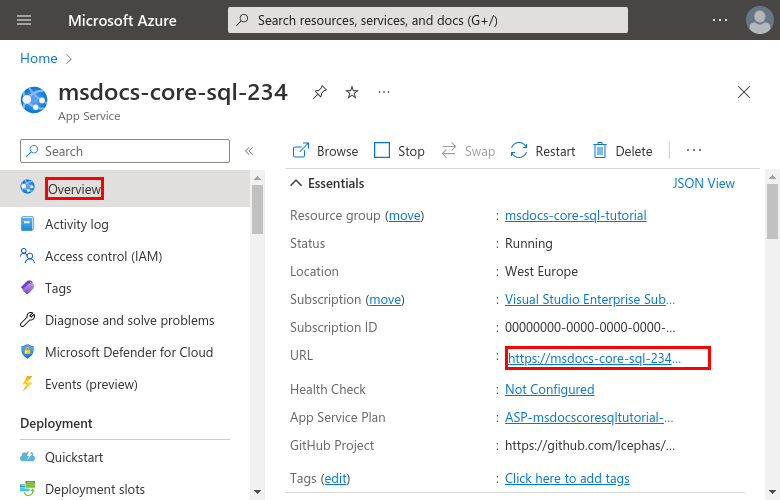 Microsoft Azure
Search resources, services, and docs (G+/)
Home
msdocs-core-sql-234
App Service
Search
Overview
Activity log
Access control (IAM)
Tags
Diagnose and solve problems
Microsoft Defender for Cloud
Events (preview)
Deployment
Quickstart
Deployment slots
Browse Stop Swap Restart Delete
Essentials JSON View
Resource group (move) : msdocs-core-sql-tutorial
Status : Running
Location : West Europe
Subscription (move) : Visual Studio Enterprise Sub...
Subscription ID : 00000000-0000-0000-0000-...
URL : https://msdocs-core-sql-234...
Health Check : Not Configured
App Service Plan : ASP-msdocscoresqltutorial-...
GitHub Project : https://github.com/lcephas/...
Tags (edit) : Click here to add tags